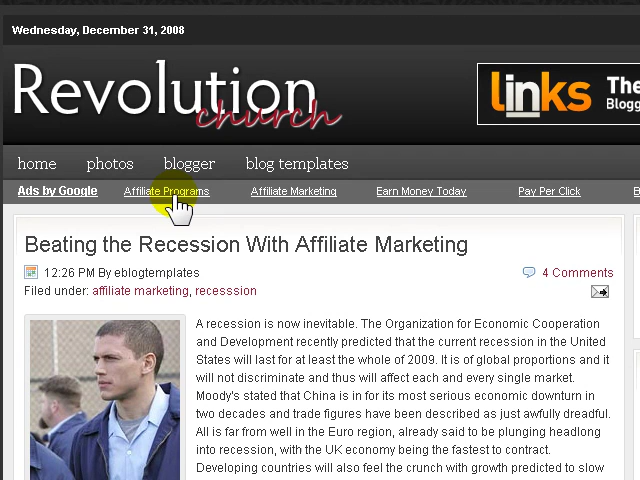 Wednesday, December 31, 2008
Revolution
church
links The
Blogg
home photos blogger blog templates
Ads by Google Affiliate Programs Affiliate Marketing Earn Money Today Pay Per Click B
Beating the Recession With Affiliate Marketing
12:26 PM By eblogtemplates 4 Comments
Filed under: affiliate marketing, recesssion
A recession is now inevitable. The Organization for Economic Cooperation
and Development recently predicted that the current recession in the United
States will last for at least the whole of 2009. It is of global proportions and it
will not discriminate and thus will affect each and every single market.
Moody's stated that China is in for its most serious economic downturn in
two decades and trade figures have been described as just awfully dreadful.
All is far from well in the Euro region, already said to be plunging headlong
into recession, with the UK economy being the fastest to contract.
Developing countries will also feel the crunch with growth predicted to slow